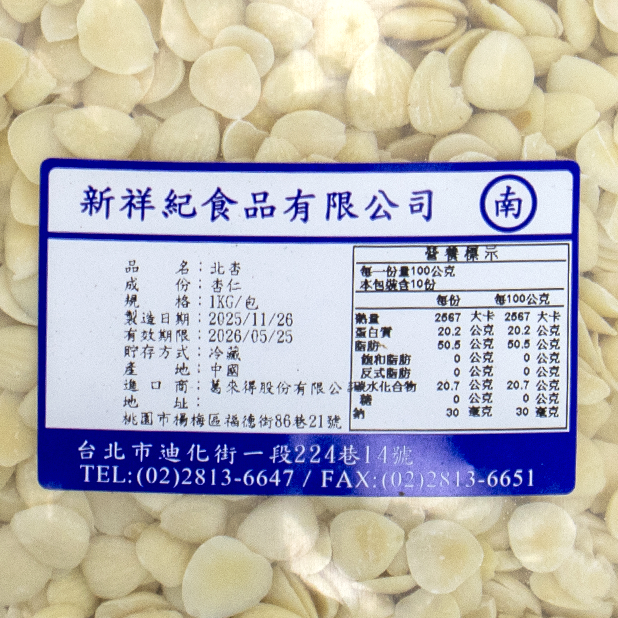 新祥紀食品有限公司 南
品　　名：北杏
成　　份：杏仁
規　　格：1KG/包
製造日期：2025/11/26
有效期限：2026/05/25
貯存方式：冷藏
產　　地：中國
進 口 商：葛來得股份有限公
地　　址：
桃園市楊梅區福德街86巷21號
營養標示
每一份量100公克
本包裝含10份
每份 每100公克
熱量 2567 大卡 2567 大卡
蛋白質 20.2 公克 20.2 公克
脂肪 50.5 公克 50.5 公克
飽和脂肪 0 公克 0 公克
反式脂肪 0 公克 0 公克
碳水化合物 20.7 公克 20.7 公克
糖 0 公克 0 公克
鈉 30 毫克 30 毫克
台北市迪化街一段224巷14號
TEL:(02)2813-6647 / FAX:(02)2813-6651